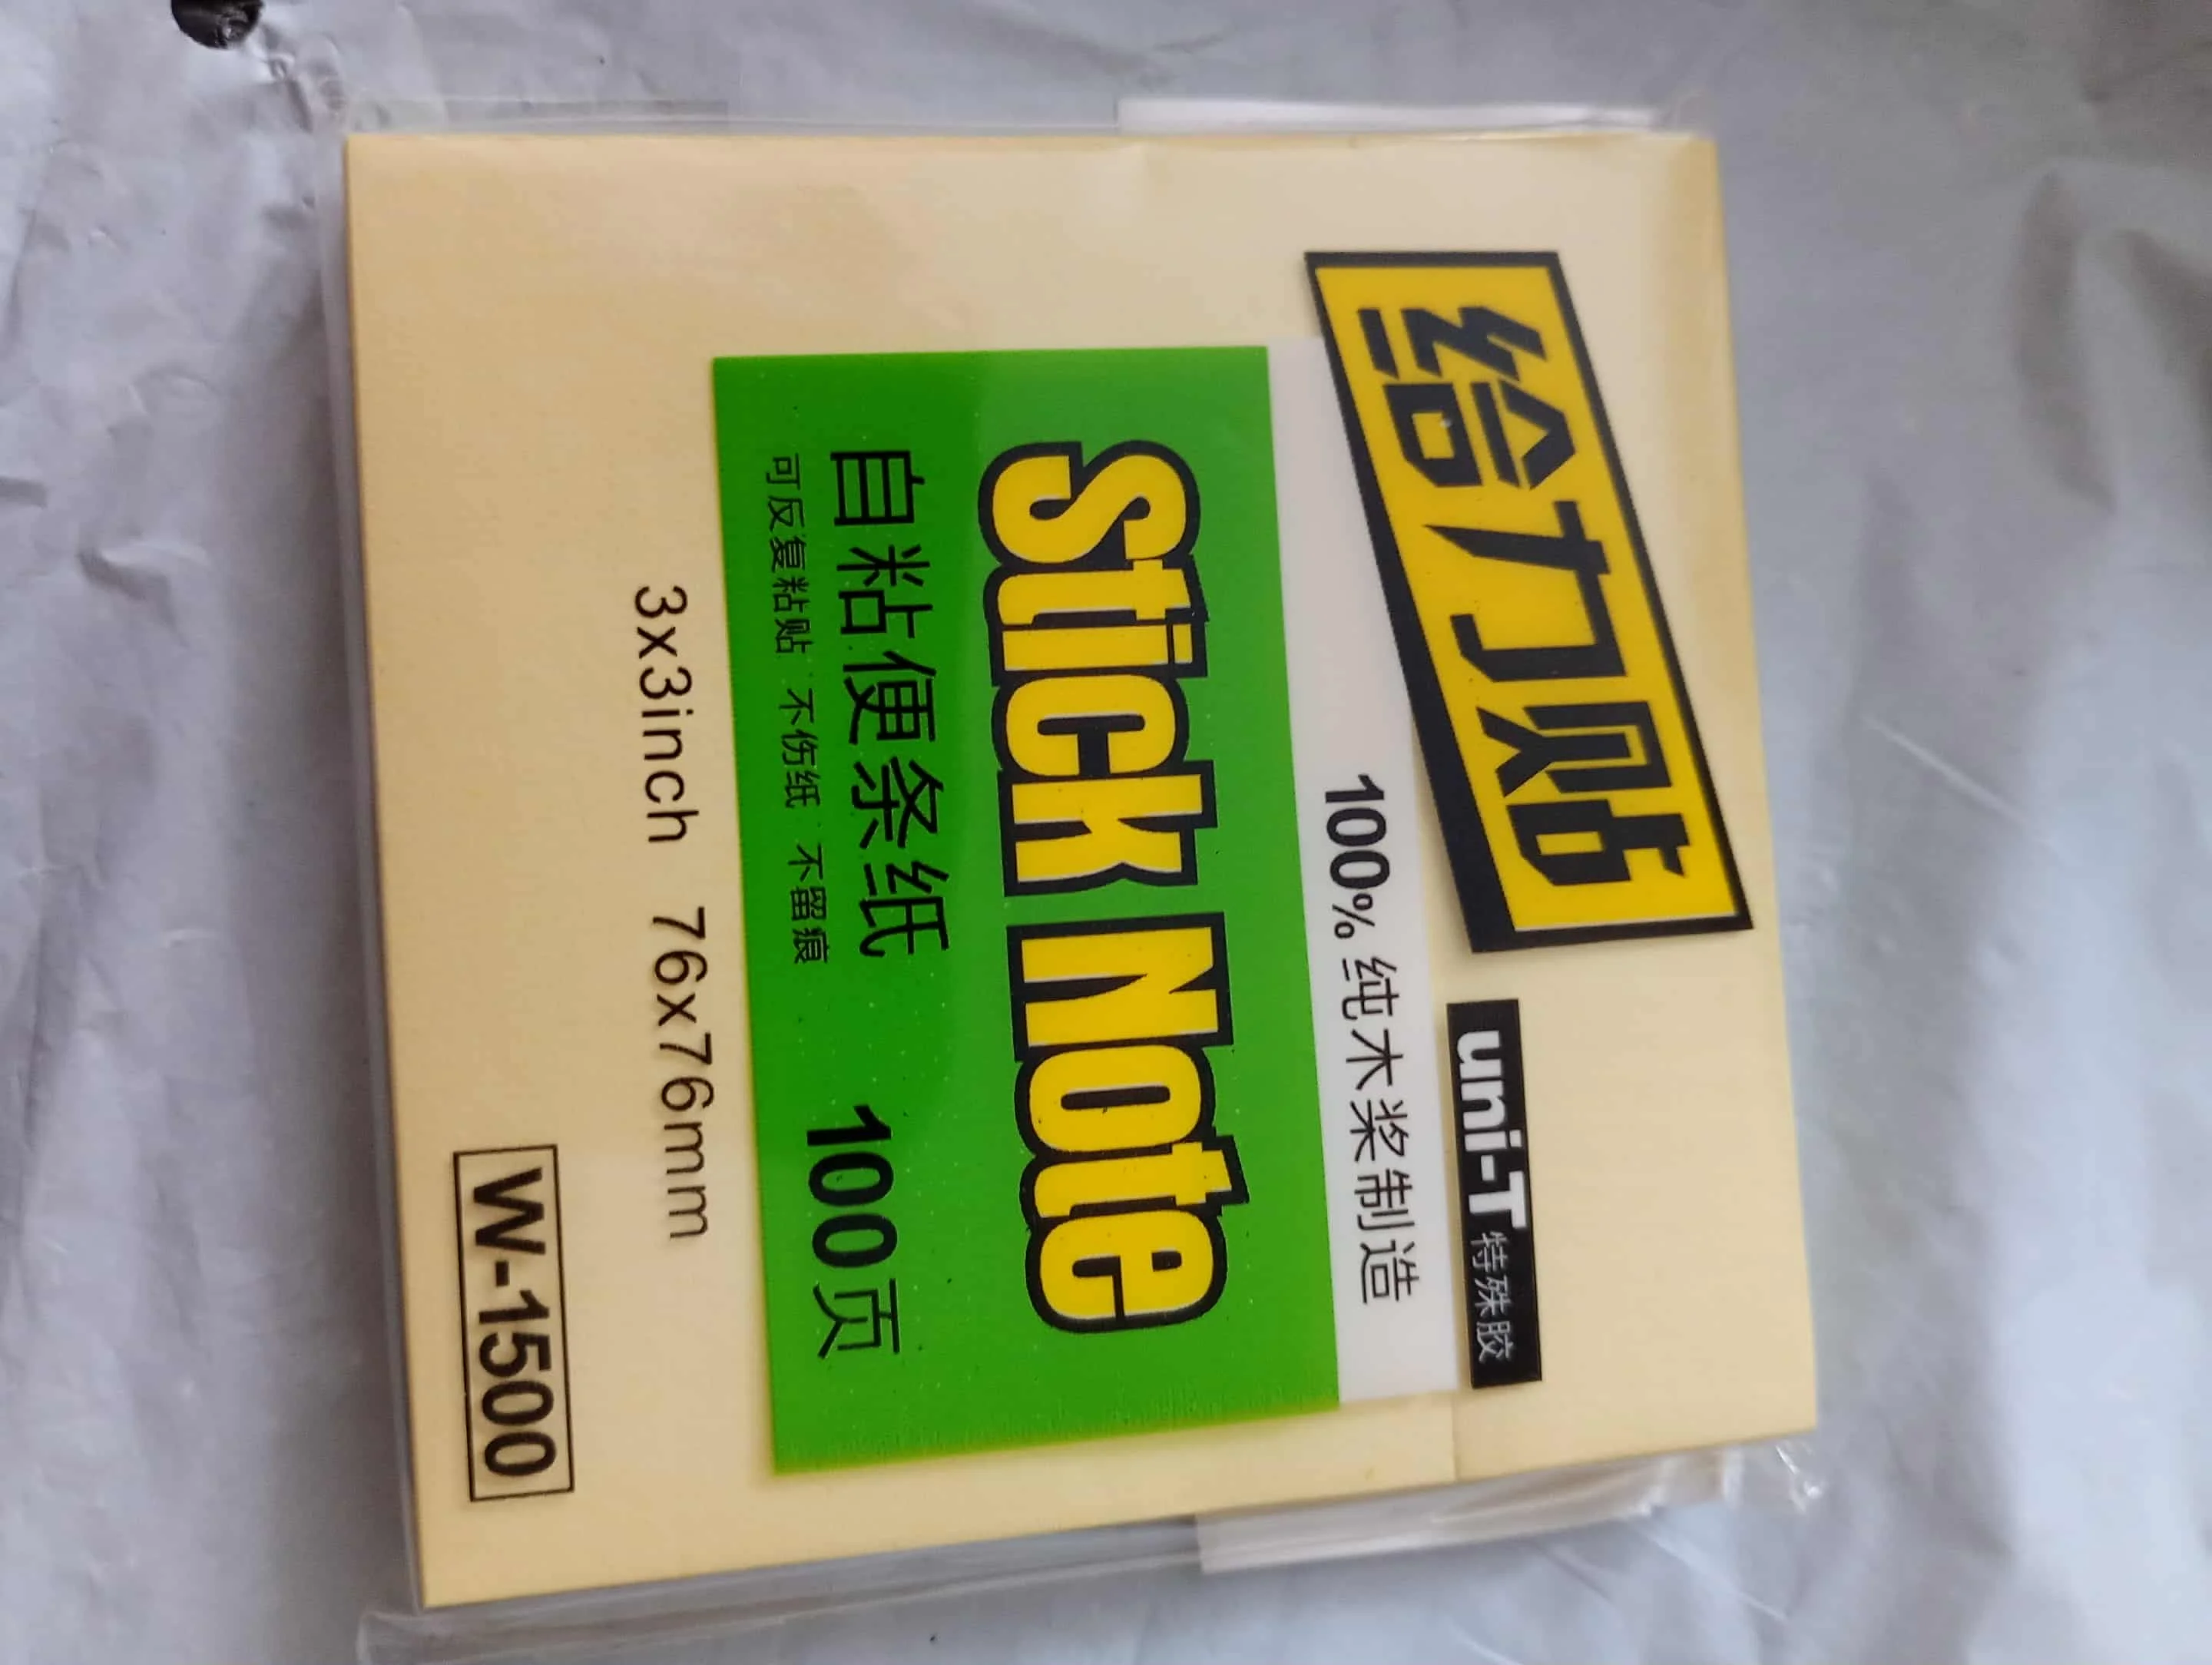 给力贴
uni-T特殊胶
100% 纯木浆制造
Stick Note
自粘便条纸 100页
可反复粘贴 不伤纸 不留痕
3x3inch 76x76mm
W-1500